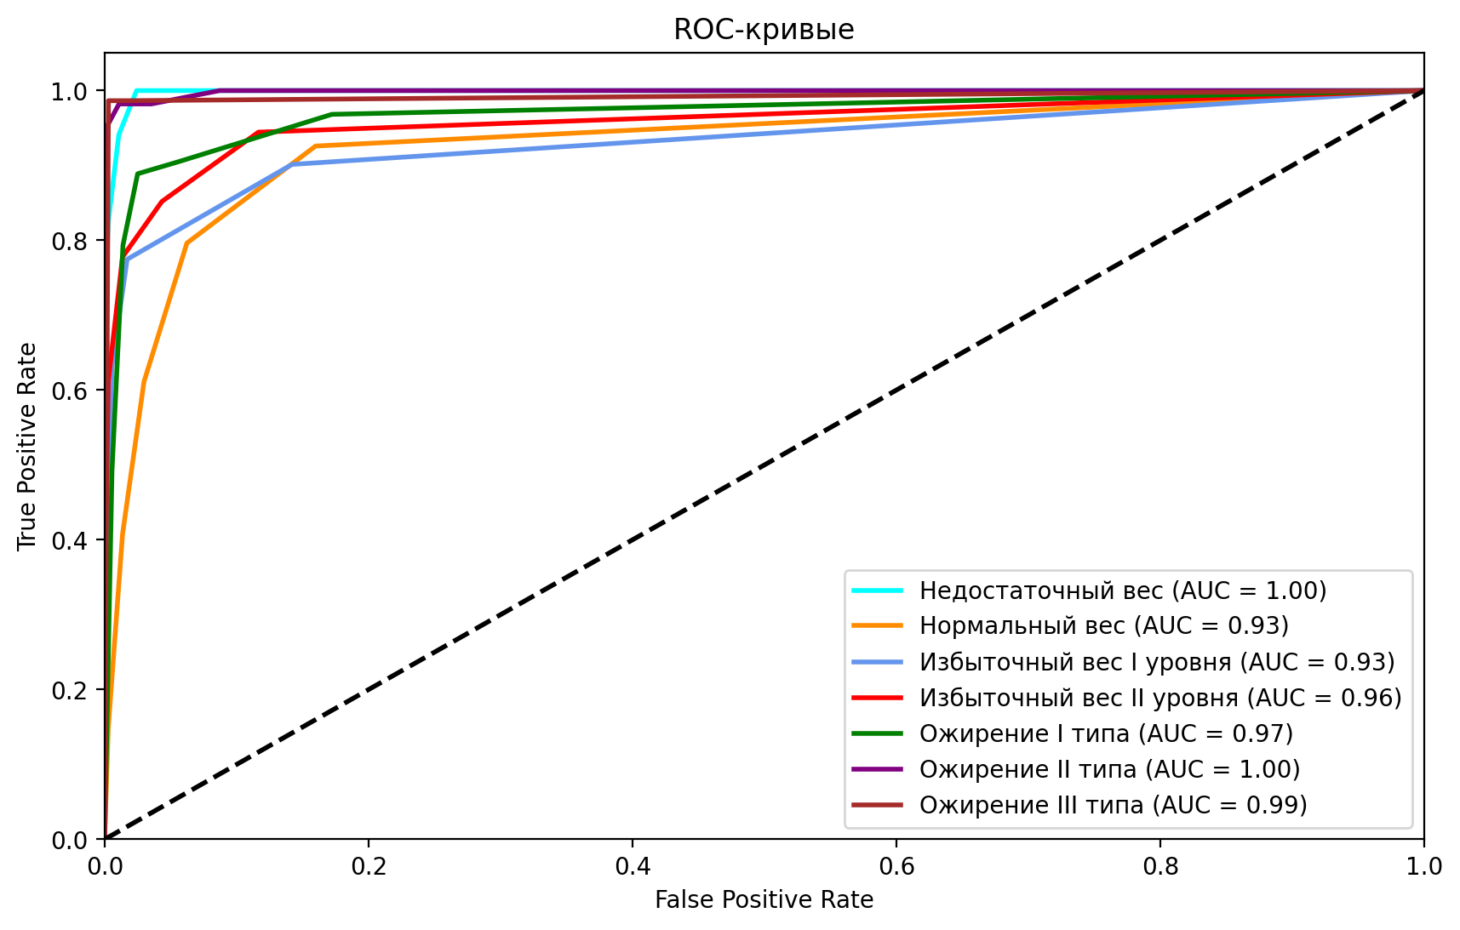 ROC-кривые
True Positive Rate
1.0
0.8
0.6
0.4
0.2
0.0
0.0 0.2 0.4 0.6 0.8 1.0
False Positive Rate
Недостаточный вес (AUC = 1.00)
Нормальный вес (AUC = 0.93)
Избыточный вес I уровня (AUC = 0.93)
Избыточный вес II уровня (AUC = 0.96)
Ожирение I типа (AUC = 0.97)
Ожирение II типа (AUC = 1.00)
Ожирение III типа (AUC = 0.99)